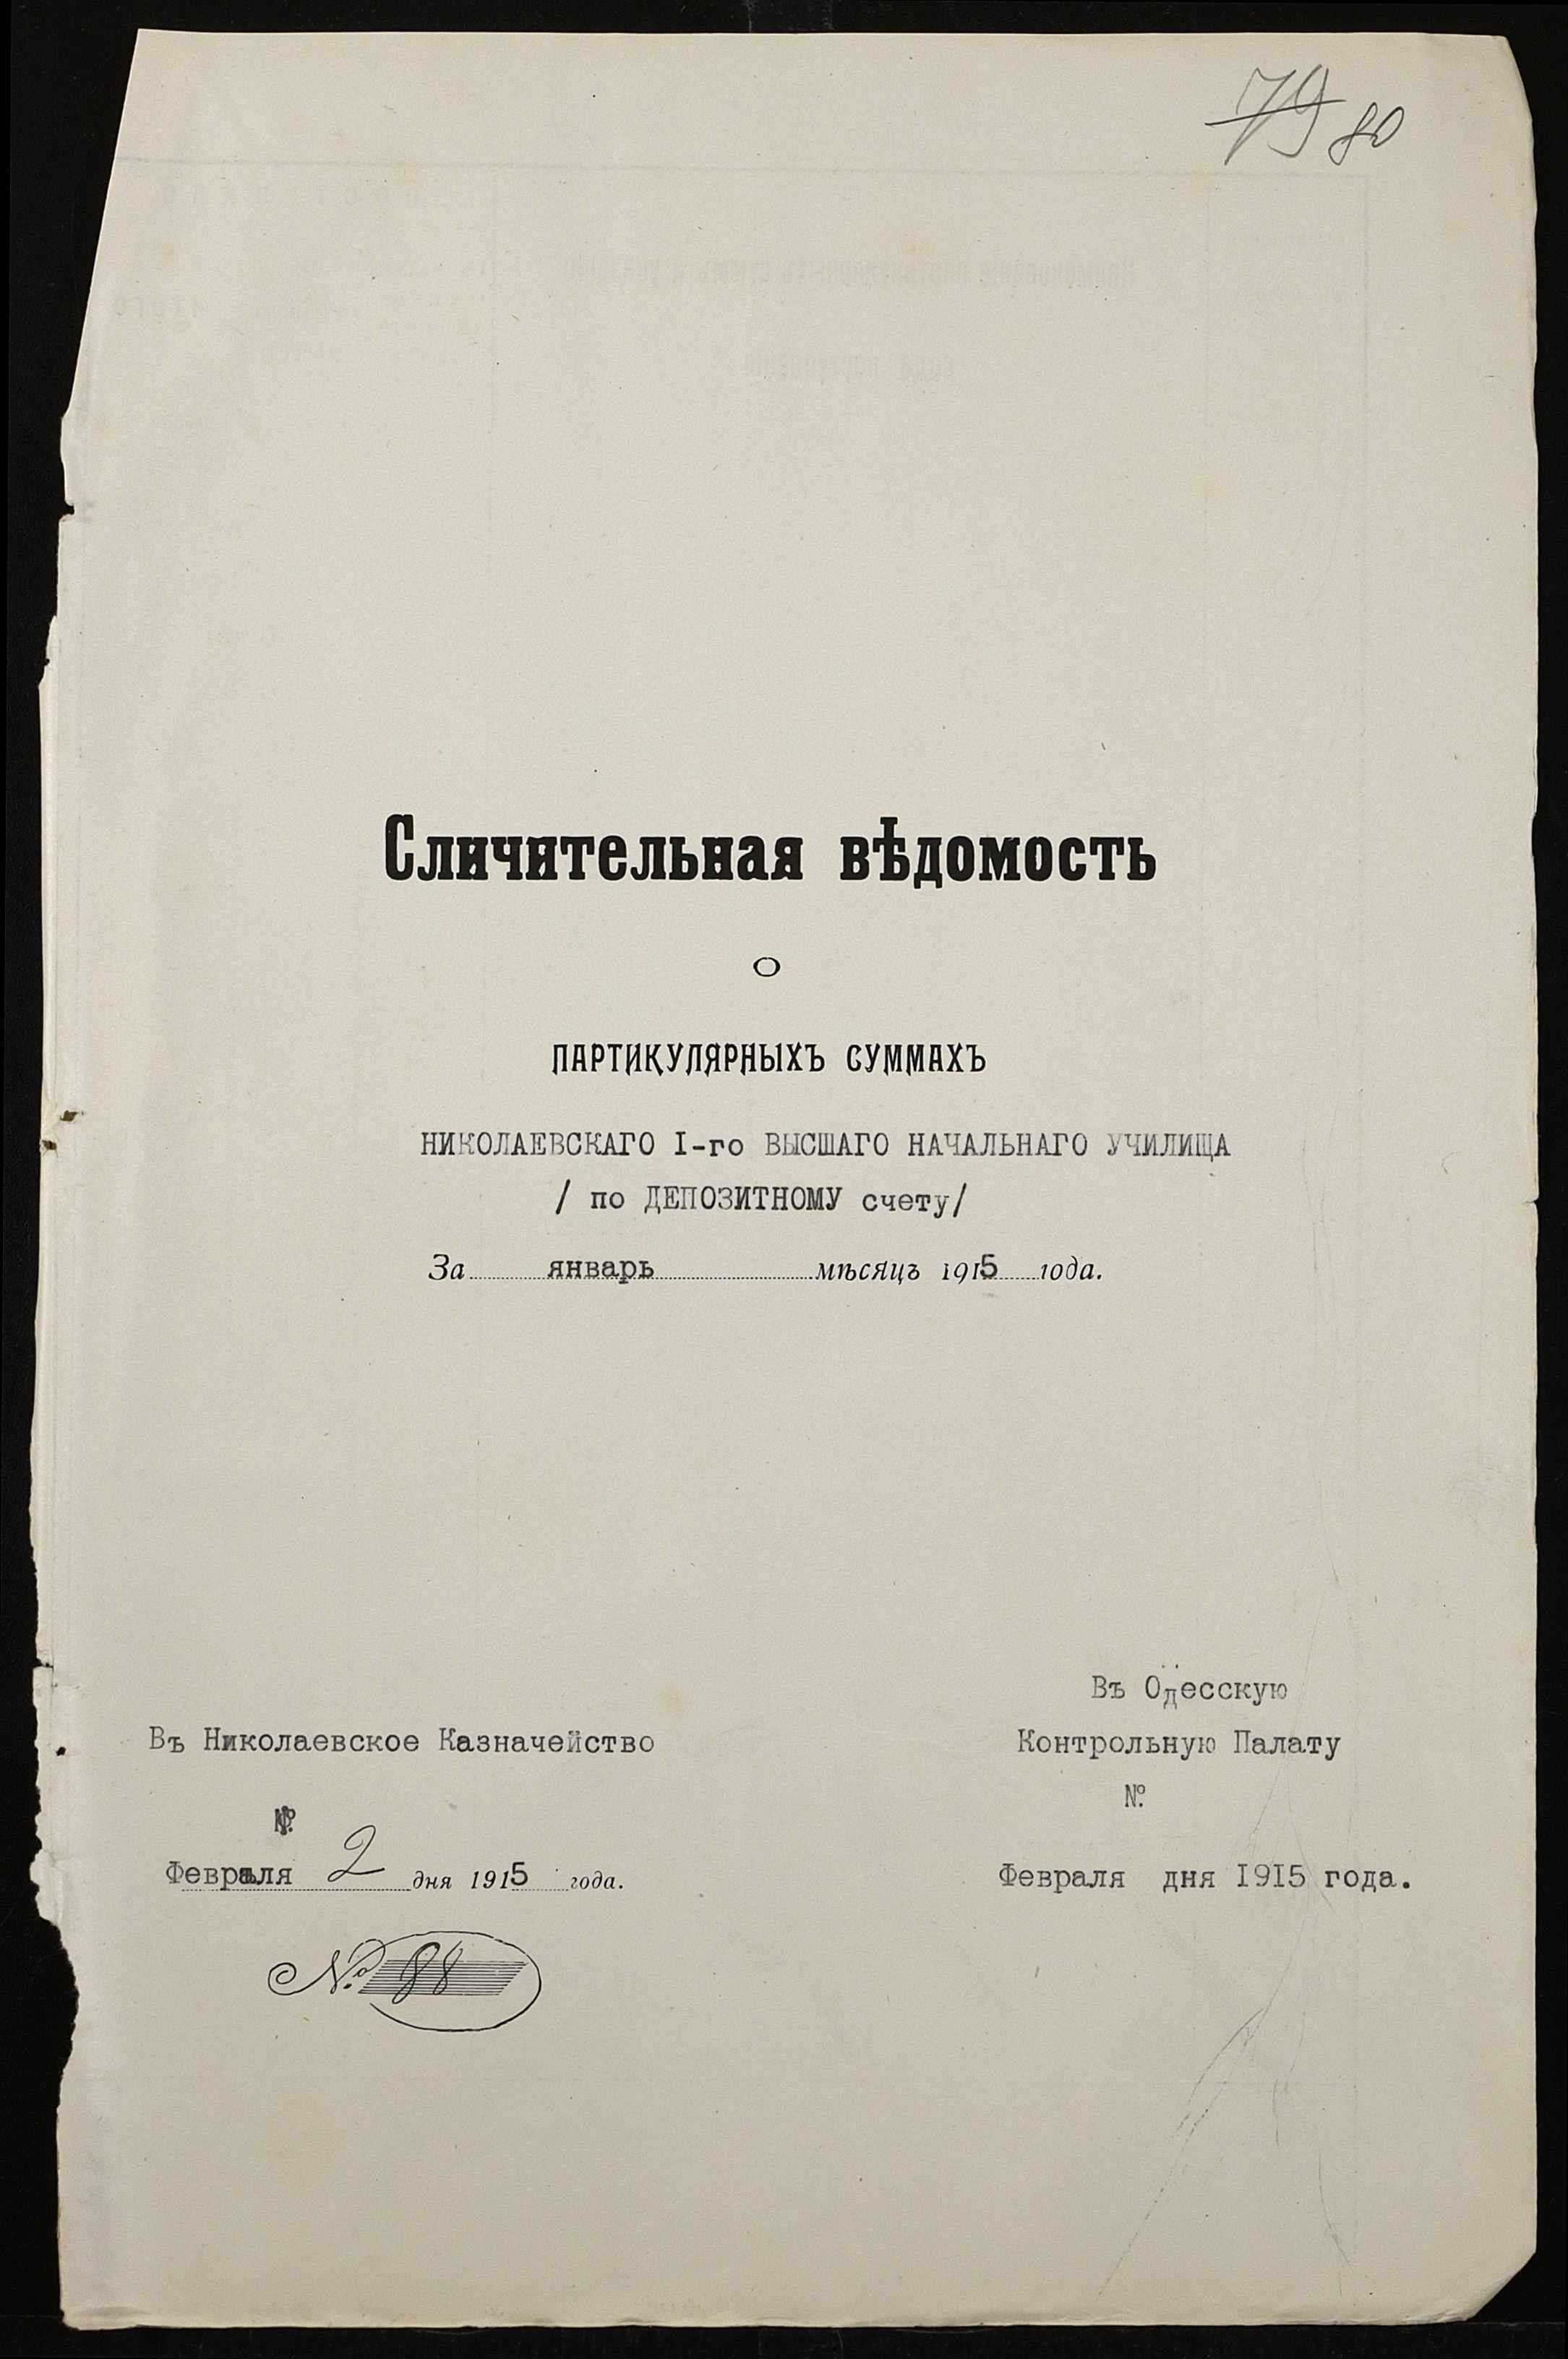 79 80
Сличительная вѣдомость
о
ПАРТИКУЛЯРНЫХЪ СУММАХЪ
НИКОЛАЕВСКАГО I-го ВЫСШАГО НАЧАЛЬНАГО УЧИЛИЩА
/ по ДЕПОЗИТНОМУ счету/
За январь мѣсяцъ 1915 года.
Въ Николаевское Казначейство
№
Февраля 2 дня 1915 года.
№ 88
Въ Одесскую
Контрольную Палату
№
Февраля дня 1915 года.